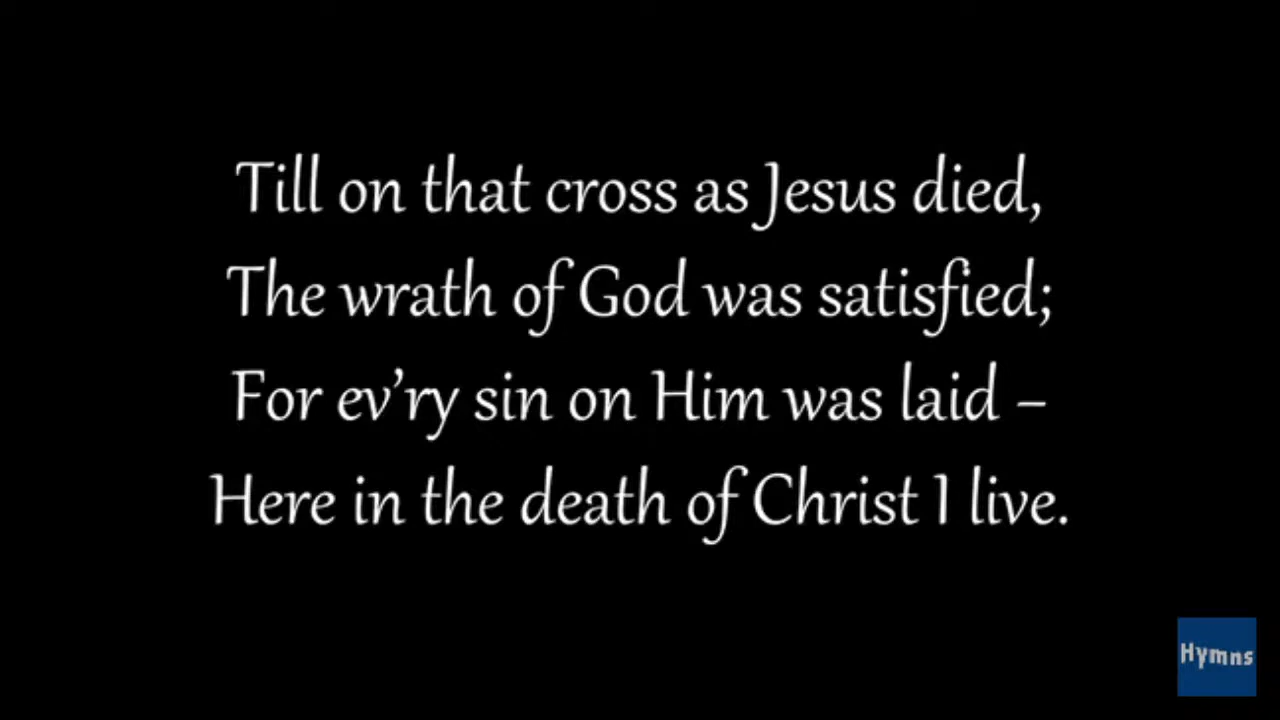 Till on that cross as Jesus died,
The wrath of God was satisfied;
For ev’ry sin on Him was laid –
Here in the death of Christ I live.
Hymns